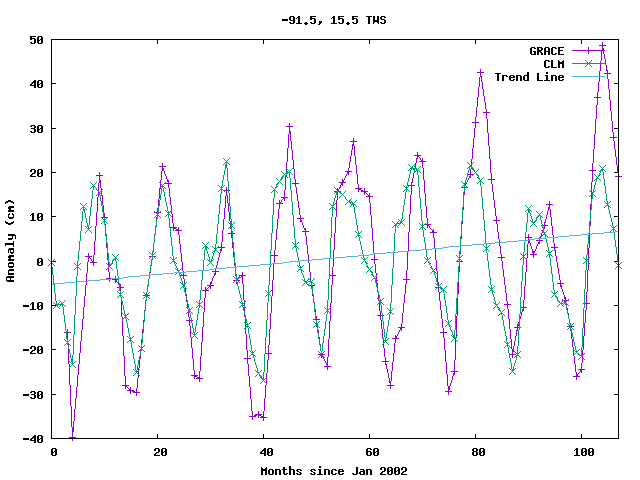 -91.5, 15.5 TWS
GRACE
CLM
Trend Line
50
40
30
20
10
0
-10
-20
-30
-40
Anomaly (cm)
0 20 40 60 80 100
Months since Jan 2002